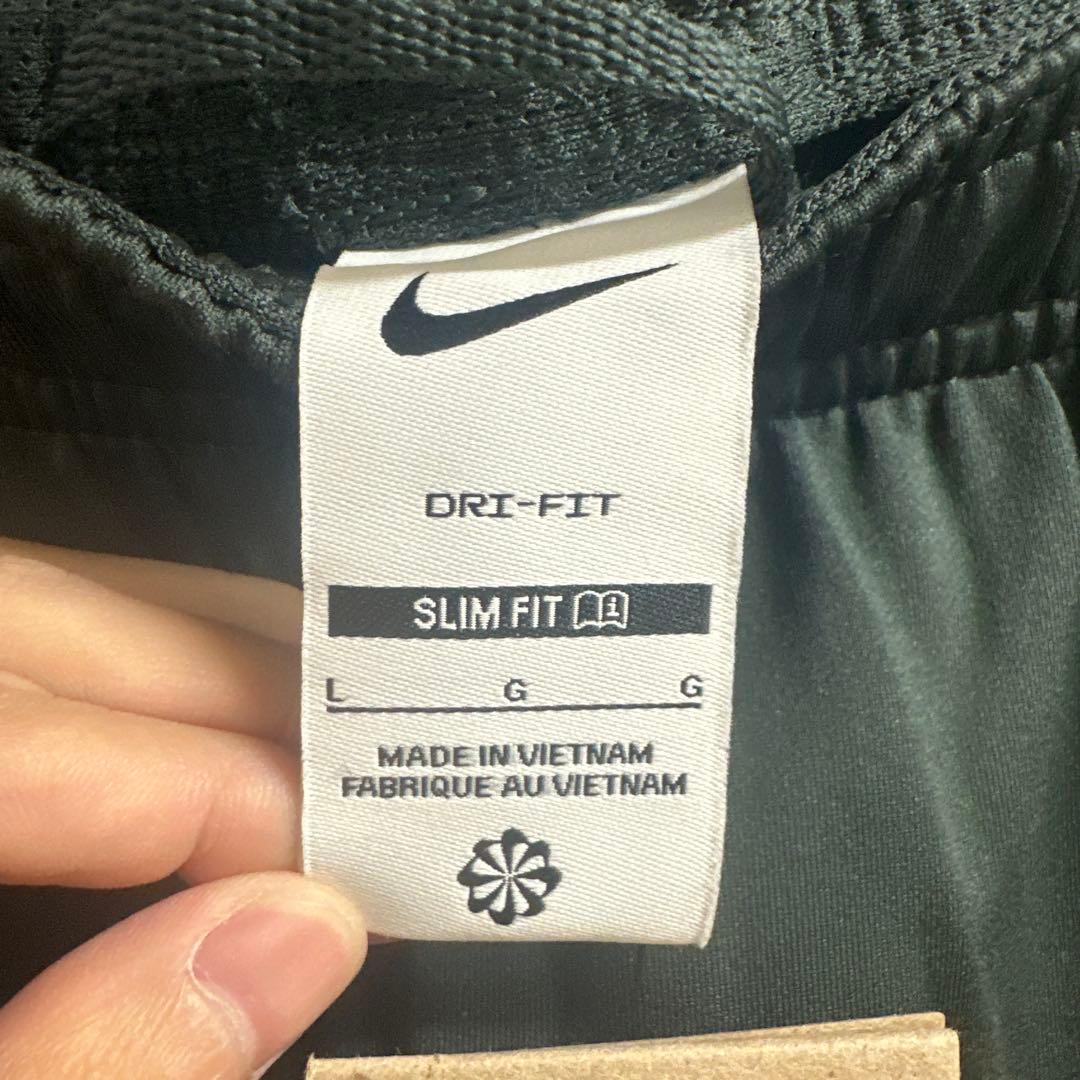 DRI-FIT
SLIM FIT
L G G
MADE IN VIETNAM
FABRIQUE AU VIETNAM